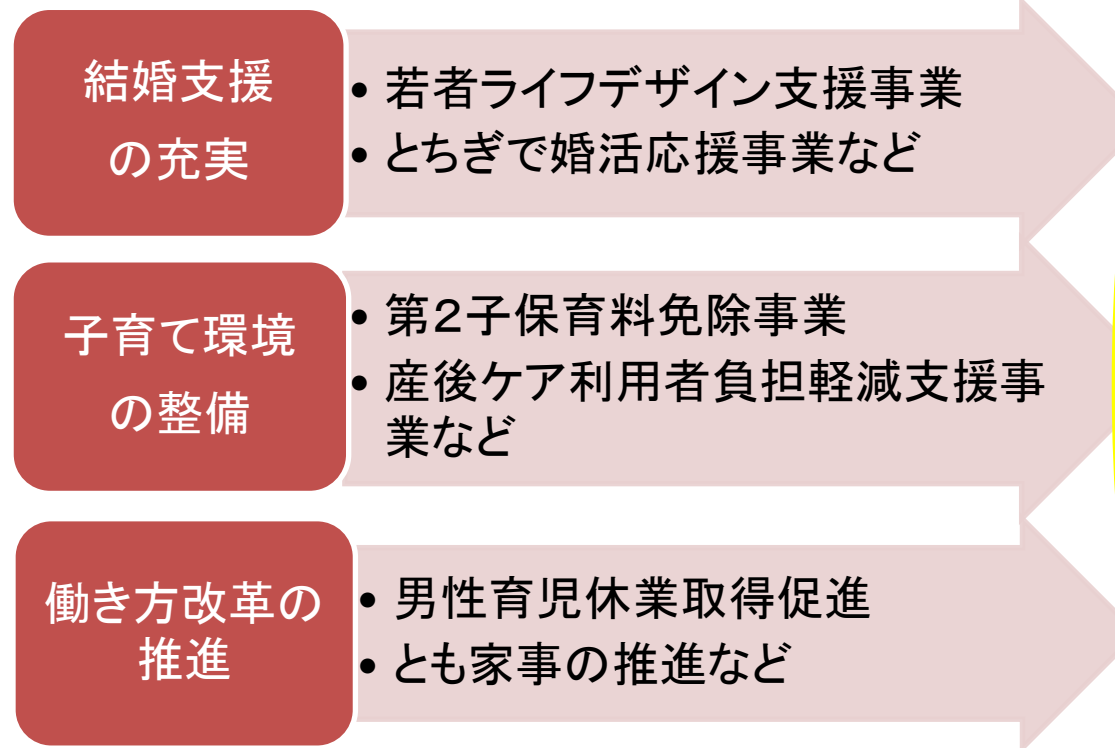 結婚支援
の充実
• 若者ライフデザイン支援事業
• とちぎで婚活応援事業など
子育て環境
の整備
• 第2子保育料免除事業
• 産後ケア利用者負担軽減支援事
業など
働き方改革の
推進
• 男性育児休業取得促進
• とも家事の推進など